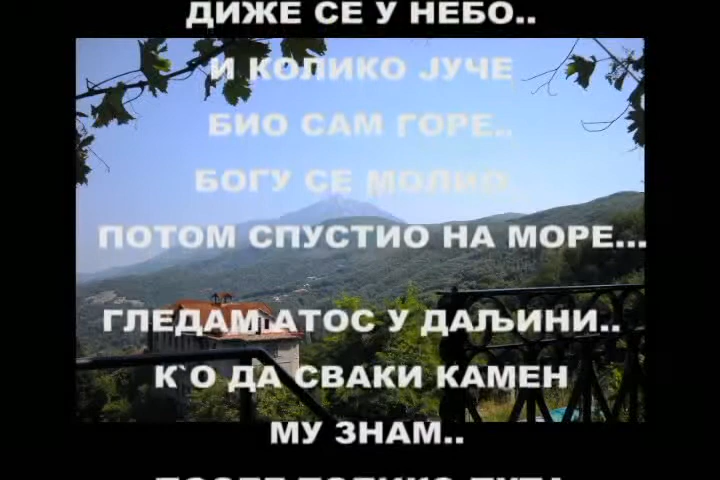 ДИЖЕ СЕ У НЕБО..
И КОЛИКО ЈУЧЕ
БИО САМ ГОРЕ..
БОГУ СЕ МОЛИО
ПОТОМ СПУСТИО НА МОРЕ...
ГЛЕДАМ АТОС У ДАЉИНИ..
К`О ДА СВАКИ КАМЕН
МУ ЗНАМ..